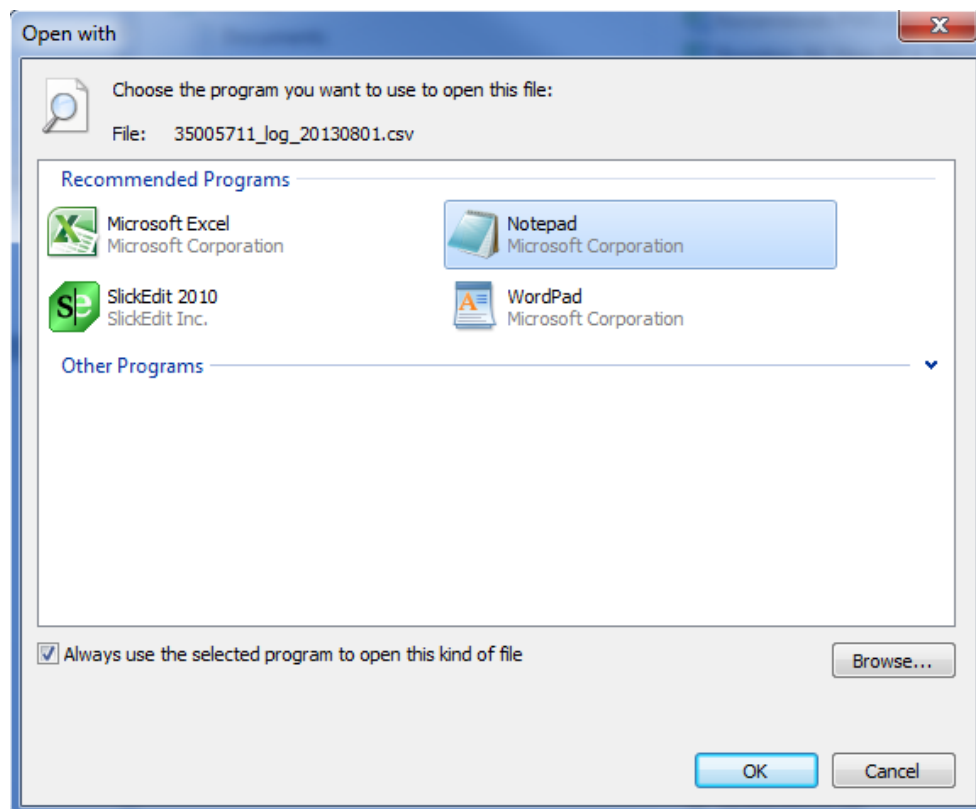 Open with
Choose the program you want to use to open this file:
File: 35005711_log_20130801.csv
Recommended Programs
Microsoft Excel
Microsoft Corporation
Notepad
Microsoft Corporation
SlickEdit 2010
SlickEdit Inc.
WordPad
Microsoft Corporation
Other Programs
Always use the selected program to open this kind of file
Browse...
OK
Cancel